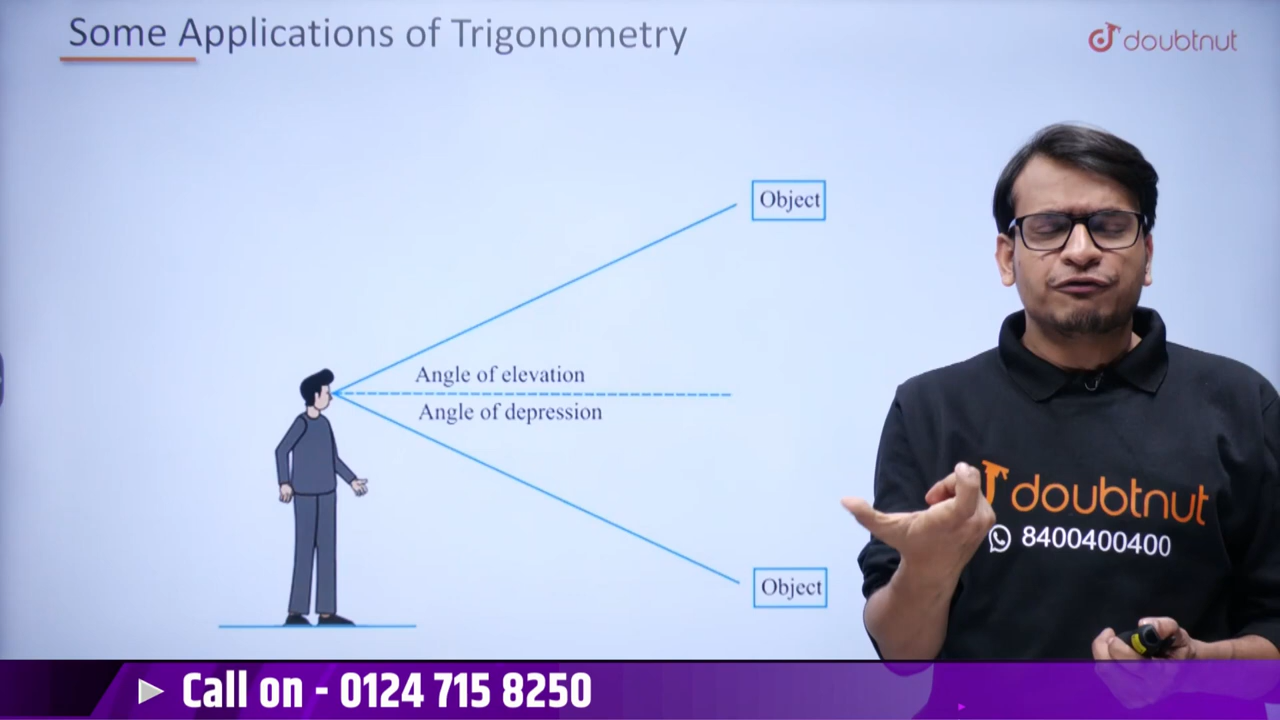 Some Applications of Trigonometry
doubtnut
Object
Angle of elevation
Angle of depression
Object
doubtnut
8400400400
Call on - 0124 715 8250